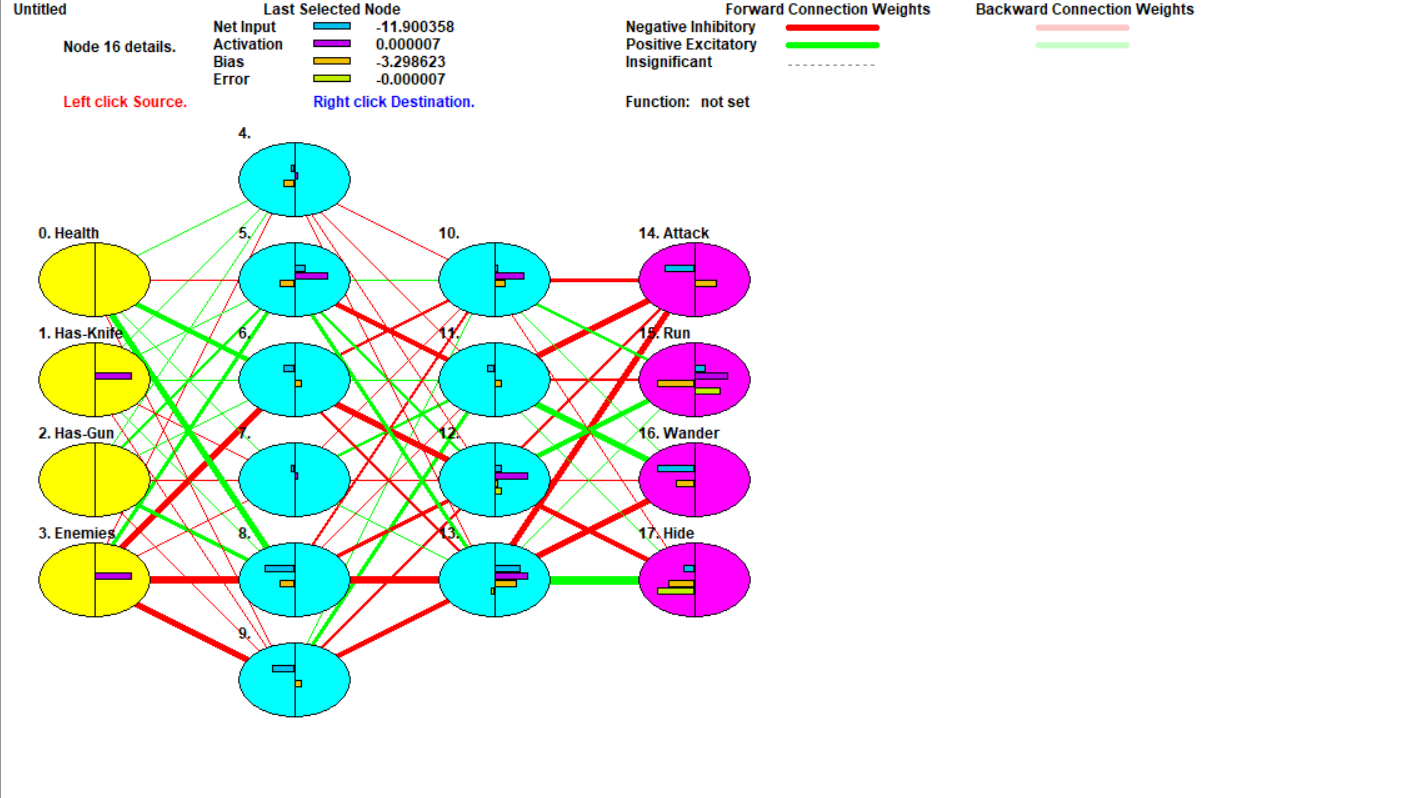 Untitled Last Selected Node Forward Connection Weights Backward Connection Weights
Net Input -11.900358 Negative Inhibitory
Node 16 details. Activation 0.000007 Positive Excitatory
Bias -3.298623 Insignificant
Error -0.000007
Left click Source. Right click Destination. Function: not set
4.
0. Health 5. 10. 14. Attack
1. Has-Knife 6. 11. 15. Run
2. Has-Gun 7. 12. 16. Wander
3. Enemies 8. 13. 17. Hide
9.